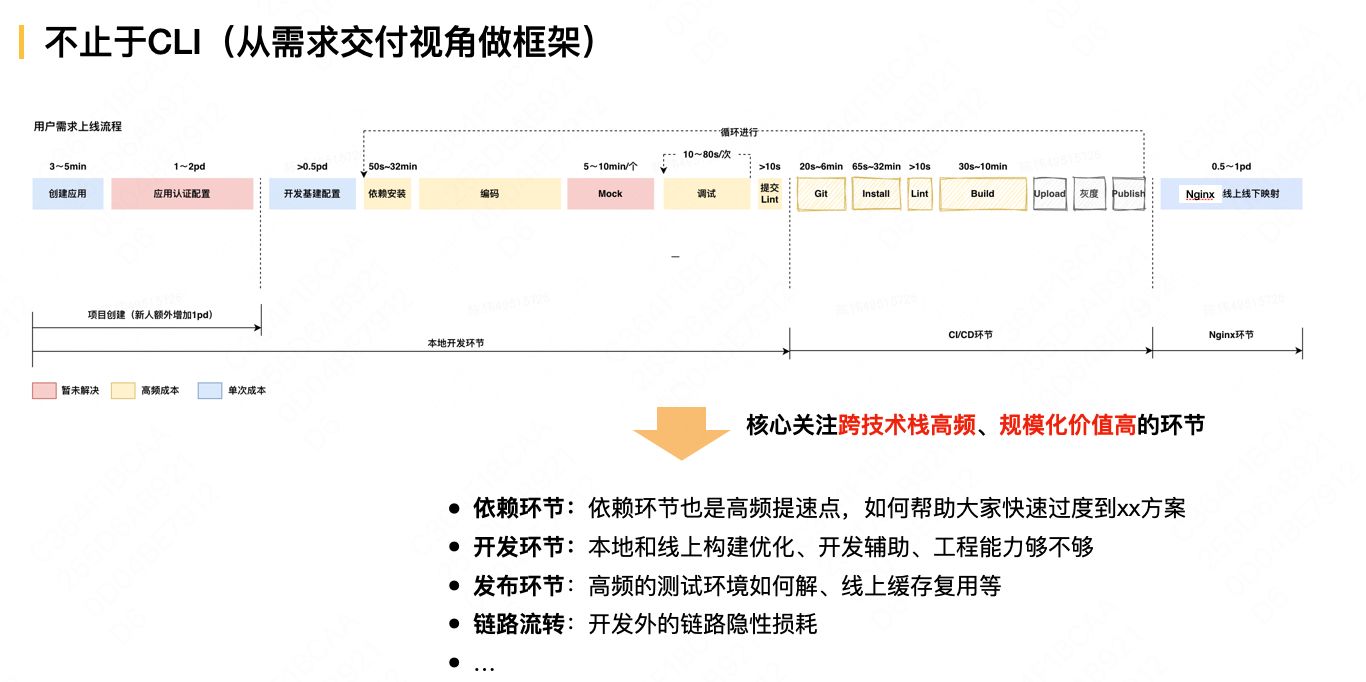 不止于CLI（从需求交付视角做框架）
用户需求上线流程
循环进行
10～80s/次
3～5min
1～2pd
>0.5pd
50s~32min
5～10min/个
>10s
20s~6min
65s~32min
>10s
30s~10min
0.5～1pd
创建应用
应用认证配置
开发基建配置
依赖安装
编码
Mock
调试
提交
Lint
Git
Install
Lint
Build
Upload
灰度
Publish
Nginx 线上线下映射
项目创建（新人额外增加1pd）
本地开发环节
CI/CD环节
Nginx环节
暂未解决
高频成本
单次成本
核心关注跨技术栈高频、规模化价值高的环节
● 依赖环节：依赖环节也是高频提速点，如何帮助大家快速过度到xx方案
● 开发环节：本地和线上构建优化、开发辅助、工程能力够不够
● 发布环节：高频的测试环境如何解、线上缓存复用等
● 链路流转：开发外的链路隐性损耗
● ...